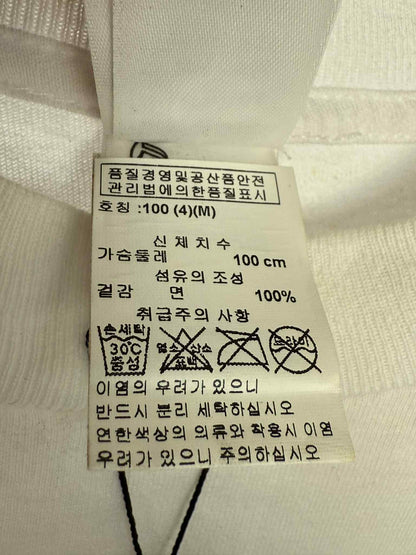 품질경영및공산품안전
관리법에의한품질표시
호칭 :100 (4)(M)
신체치수
가슴둘레 100 cm
섬유의 조성
겉감 면 100%
취급주의 사항
손세탁 염소 산소 드라이
30℃ 표백
중성
이염의 우려가 있으니
반드시 분리 세탁하십시오
연한색상의 의류와 착용시 이염
우려가 있으니 주의하십시오